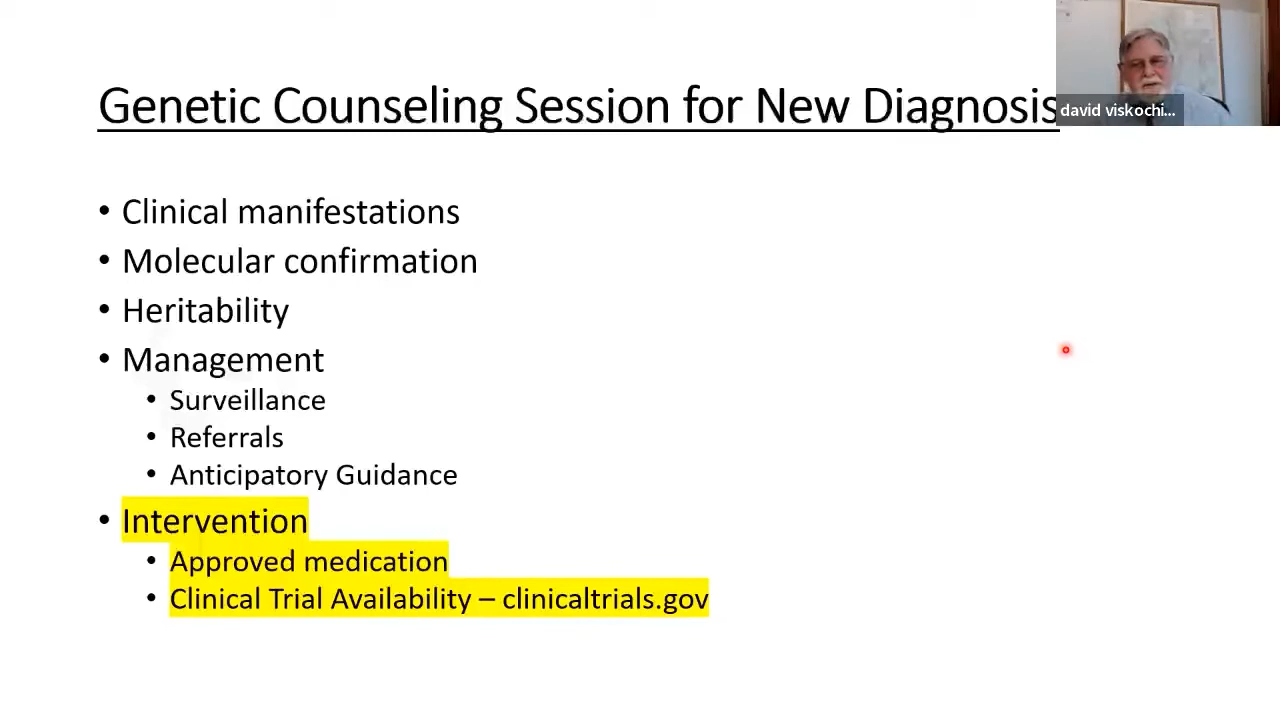 Genetic Counseling Session for New Diagnosis
david viskochi...
• Clinical manifestations
• Molecular confirmation
• Heritability
• Management
• Surveillance
• Referrals
• Anticipatory Guidance
• Intervention
• Approved medication
• Clinical Trial Availability – clinicaltrials.gov